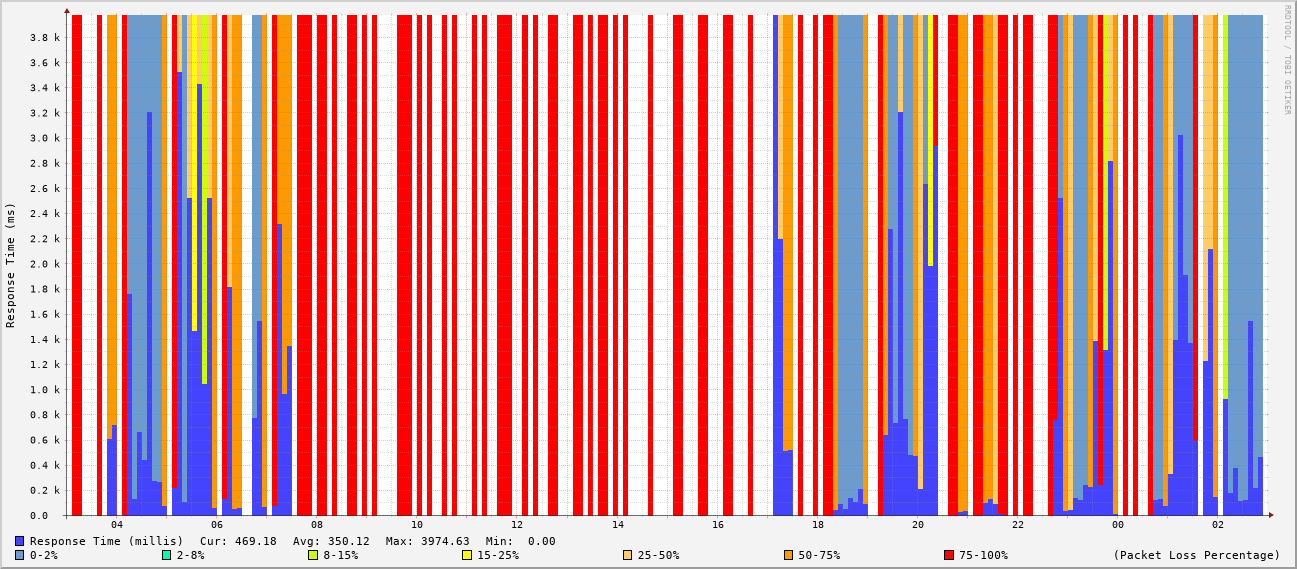 RRDTOOL / TOBI OETIKER
Response Time (ms)
3.8 k
3.6 k
3.4 k
3.2 k
3.0 k
2.8 k
2.6 k
2.4 k
2.2 k
2.0 k
1.8 k
1.6 k
1.4 k
1.2 k
1.0 k
0.8 k
0.6 k
0.4 k
0.2 k
0.0
04 06 08 10 12 14 16 18 20 22 00 02
Response Time (millis) Cur: 469.18 Avg: 350.12 Max: 3974.63 Min: 0.00
0-2% 2-8% 8-15% 15-25% 25-50% 50-75% 75-100% (Packet Loss Percentage)